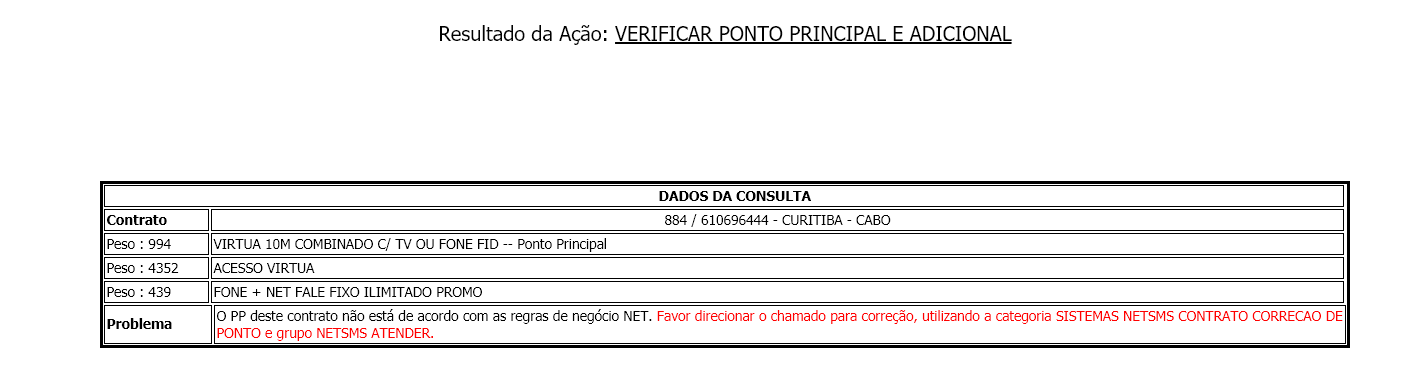 Resultado da Ação: VERIFICAR PONTO PRINCIPAL E ADICIONAL
DADOS DA CONSULTA
Contrato 884 / 610696444 - CURITIBA - CABO
Peso : 994 VIRTUA 10M COMBINADO C/ TV OU FONE FID -- Ponto Principal
Peso : 4352 ACESSO VIRTUA
Peso : 439 FONE + NET FALE FIXO ILIMITADO PROMO
Problema O PP deste contrato não está de acordo com as regras de negócio NET. Favor direcionar o chamado para correção, utilizando a categoria SISTEMAS NETSMS CONTRATO CORRECAO DE
PONTO e grupo NETSMS ATENDER.